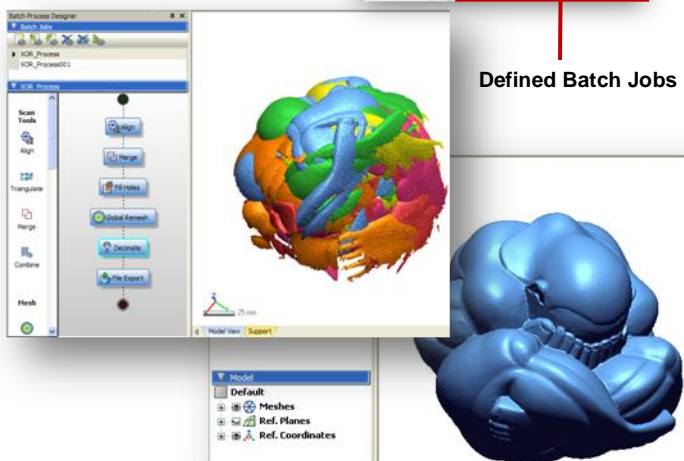 Batch Process Designer
Batch Jobs
XOR_Process
XOR_Process001
XOR_Process
Scan
Tools
Align
Triangulate
Merge
Combine
Mesh
Align
Merge
Fill Holes
Global Remesh
Decimate
File Export
25 mm
Model View
Support
Defined Batch Jobs
Model
Default
Meshes
Ref. Planes
Ref. Coordinates